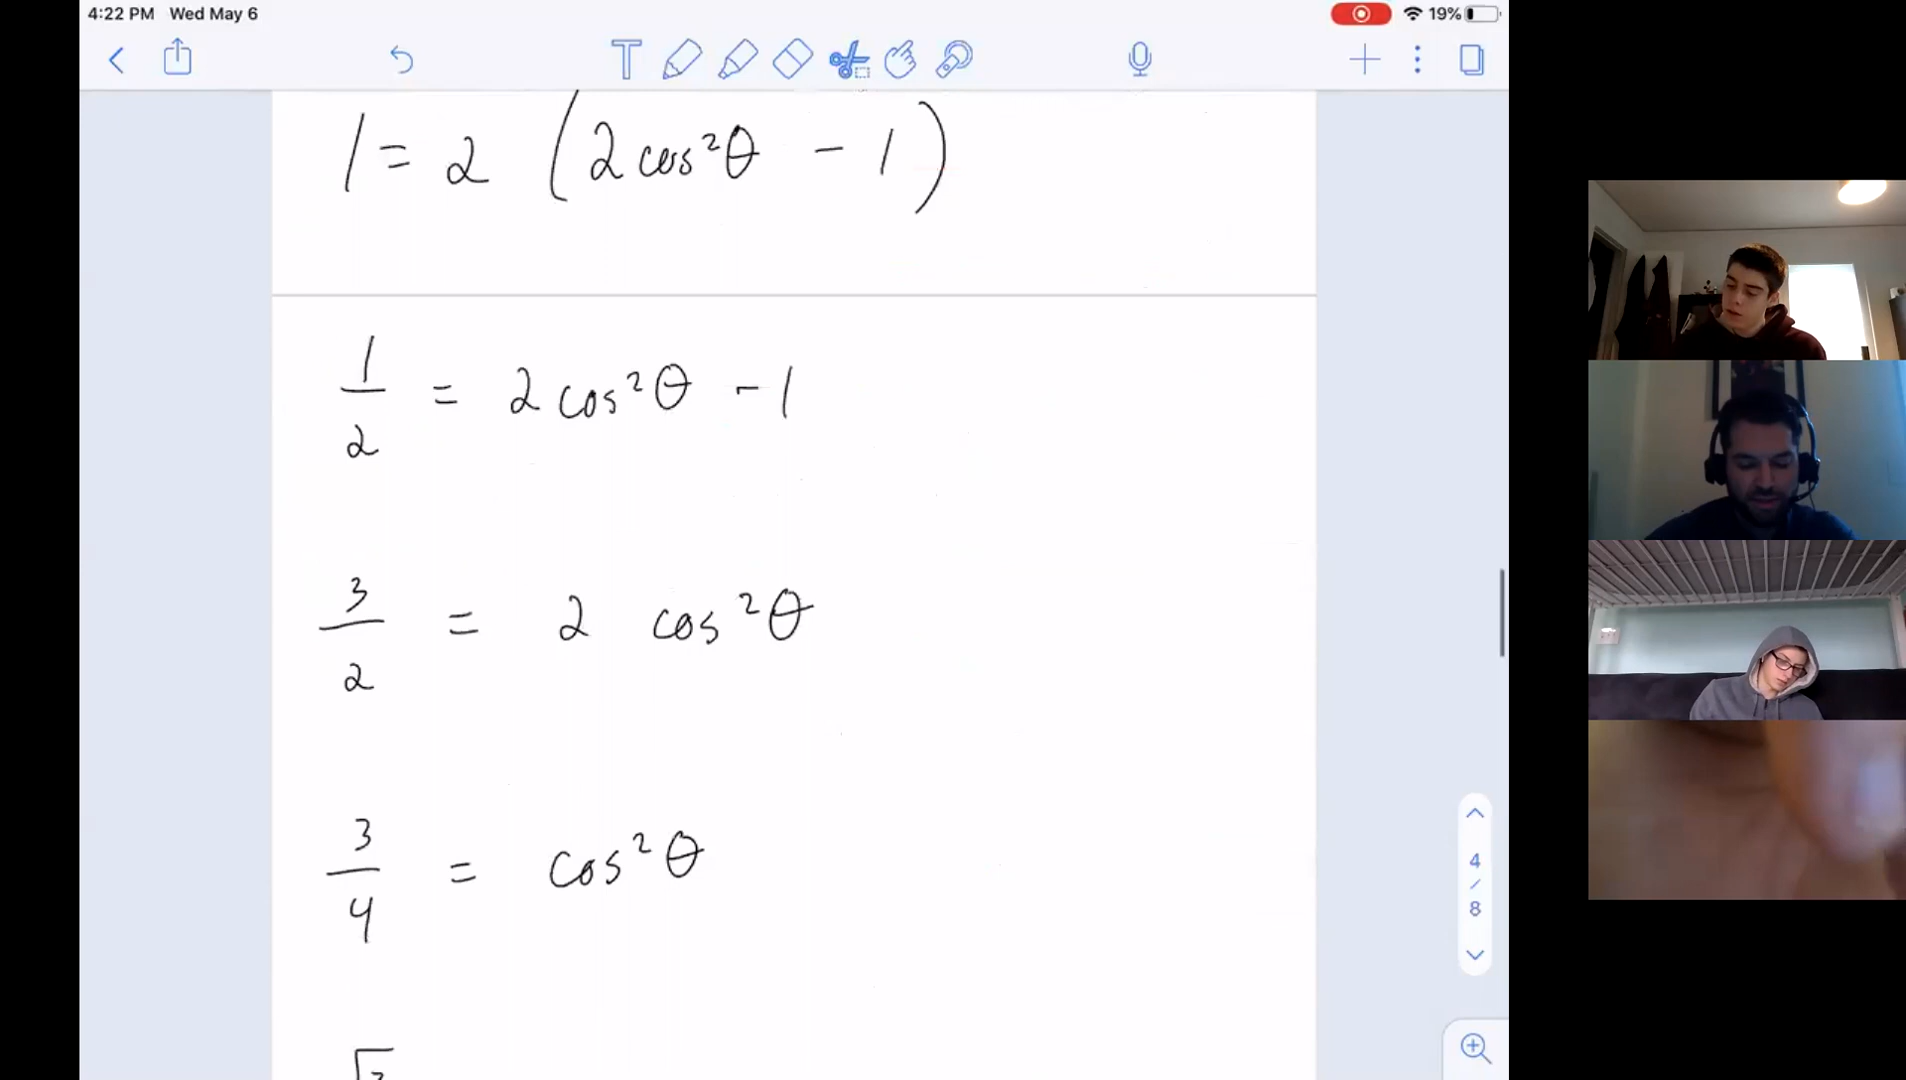 4:22 PM Wed May 6
19%
T
1 = 2 (2cos²θ - 1)
1/2 = 2cos²θ - 1
3/2 = 2 cos²θ
3/4 = cos²θ
4 / 8